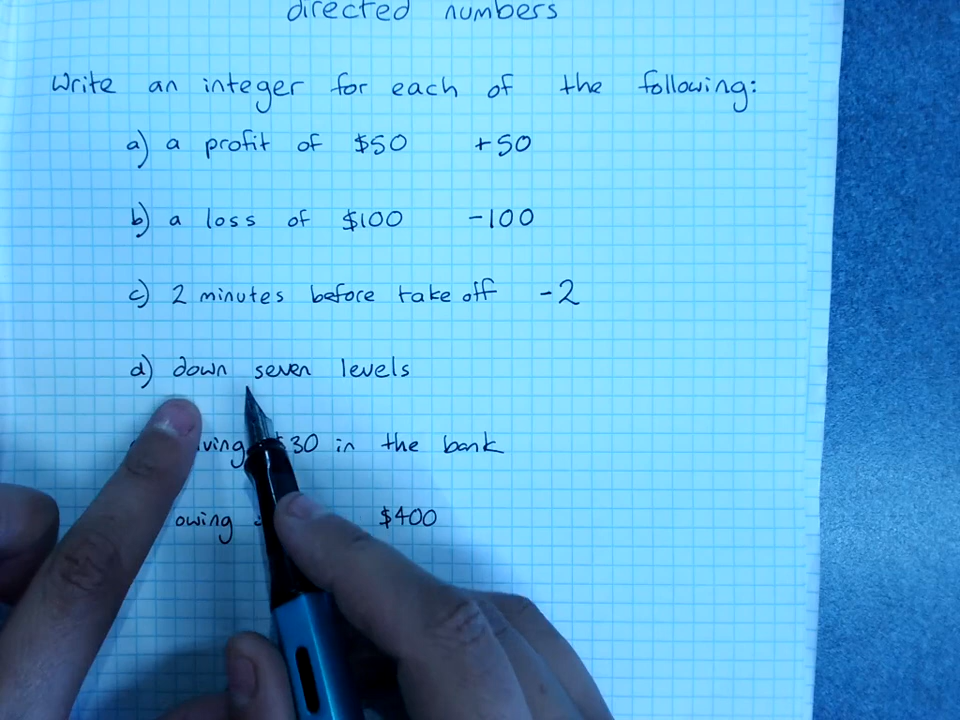 directed numbers
Write an integer for each of the following:
a) a profit of $50 +50
b) a loss of $100 -100
c) 2 minutes before take off -2
d) down seven levels
30 in the bank
owing $400